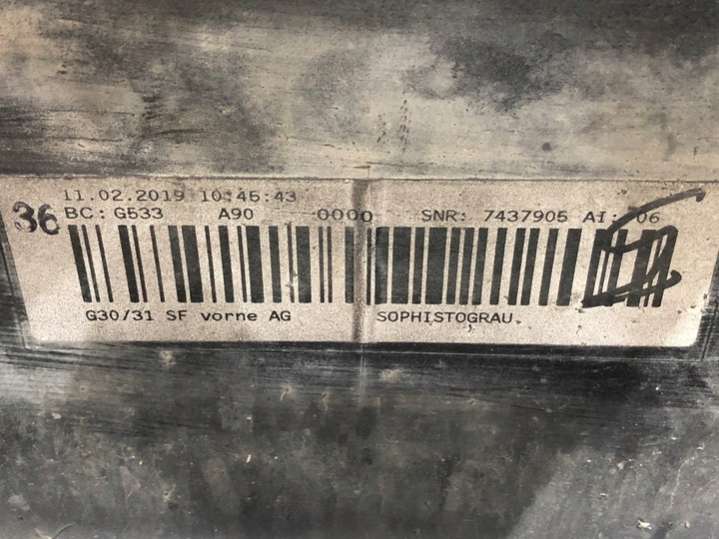 11.02.2019 10:45:43
36 BC: G533 A90 0000 SNR: 7437905 AI: 06
G30/31 SF vorne AG SOPHISTOGRAU